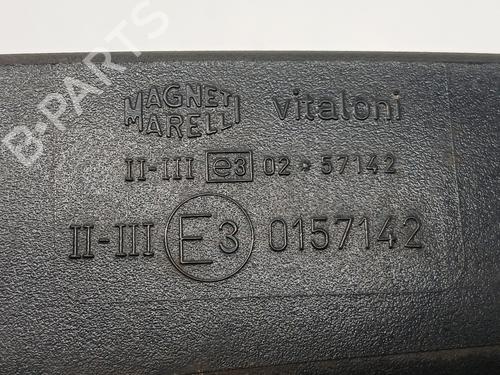 B-PARTS
MAGNETI MARELLI vitaloni
II-III e3 02 * 57142
II-III E3 0157142